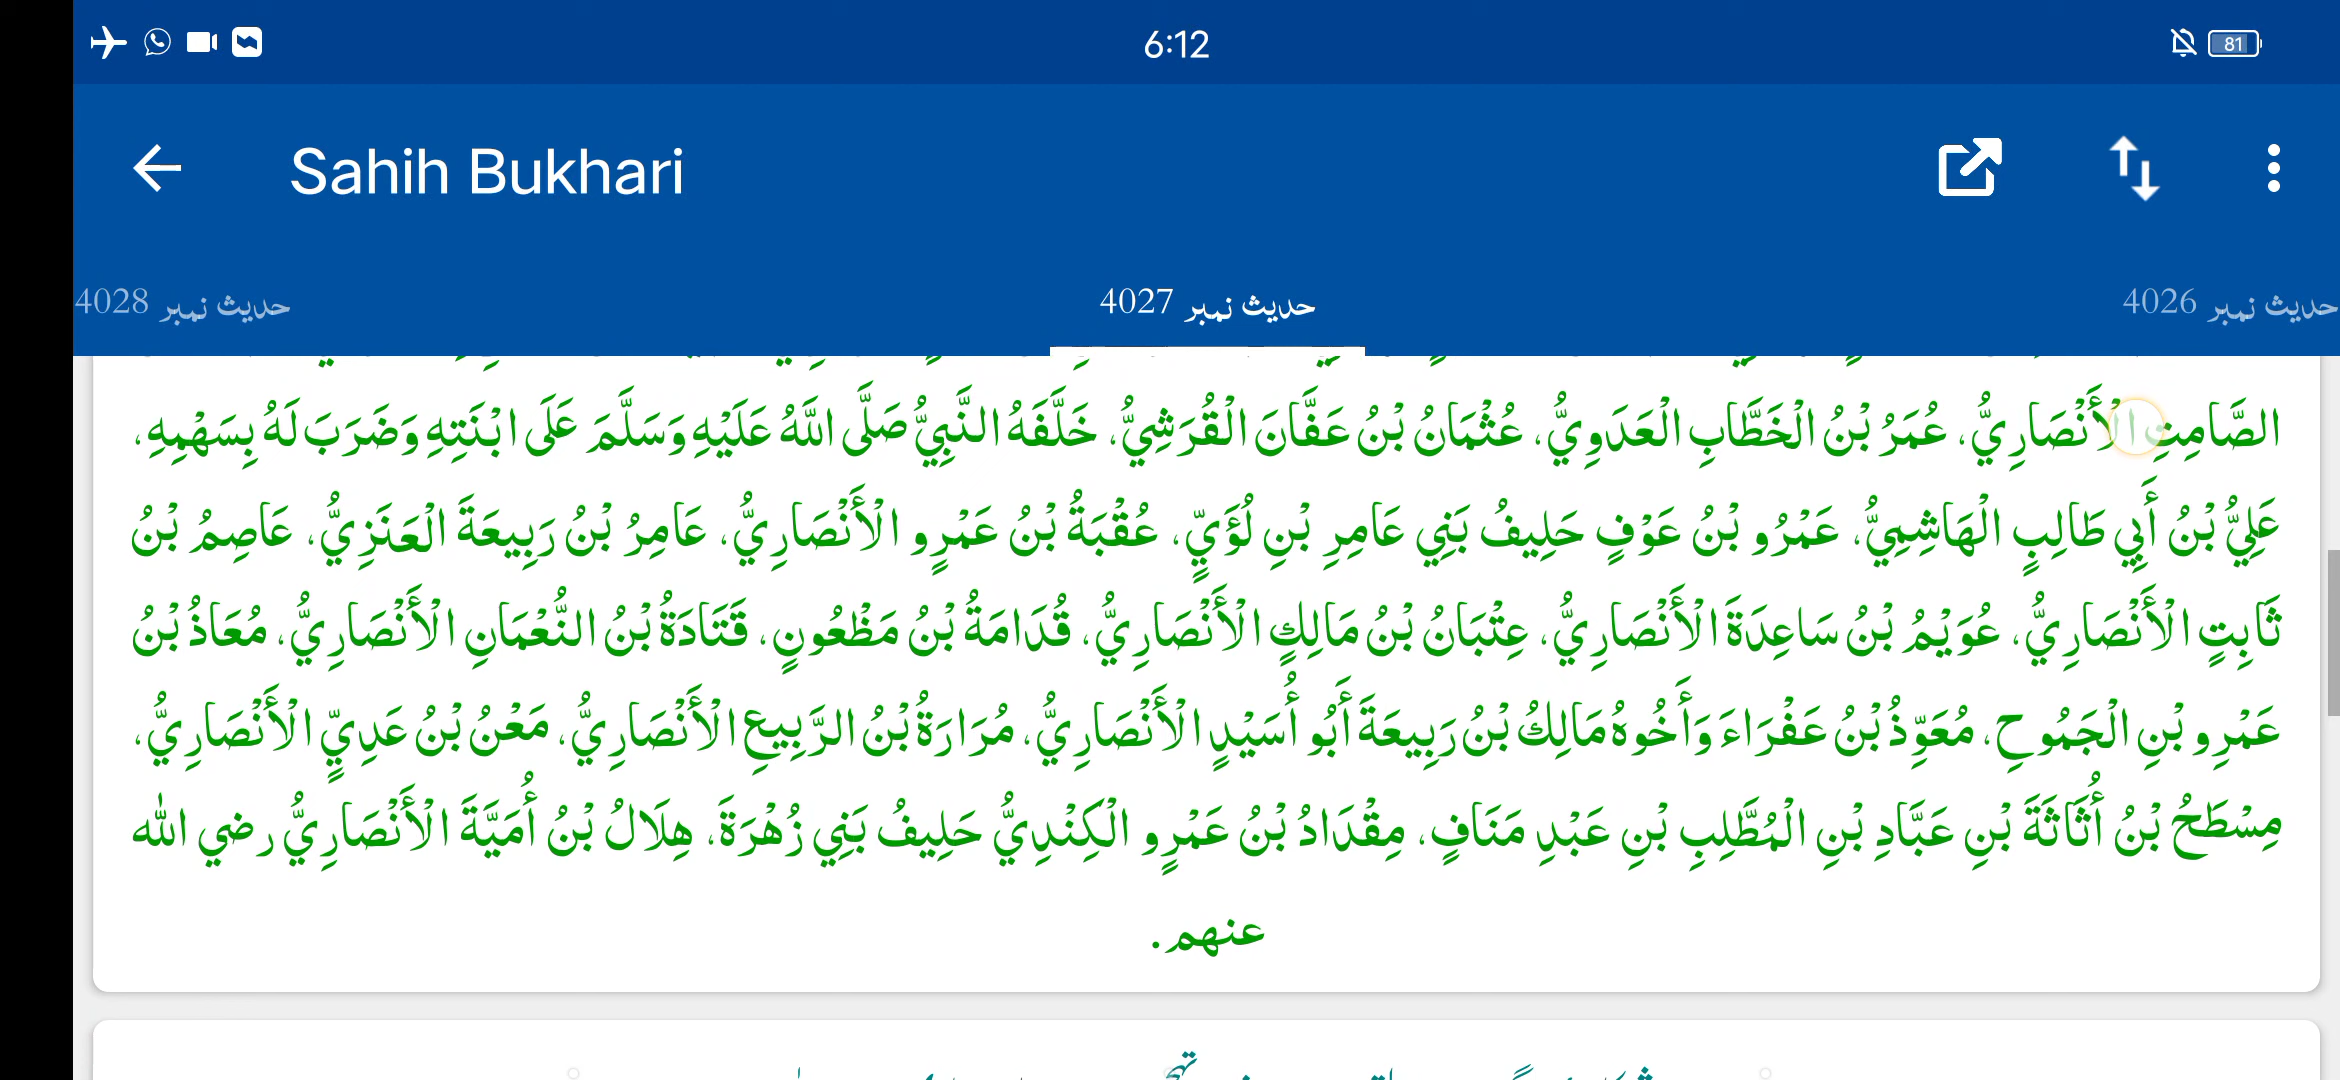 6:12
81
Sahih Bukhari
حدیث نمبر 4026
حدیث نمبر 4027
حدیث نمبر 4028
الصَّامِتِ الْأَنْصَارِيُّ، عُمَرُ بْنُ الْخَطَّابِ الْعَدَوِيُّ، عُثْمَانُ بْنُ عَفَّانَ الْقُرَشِيُّ، خَلَّفَهُ النَّبِيُّ صَلَّى اللَّهُ عَلَيْهِ وَسَلَّمَ عَلَى ابْنَتِهِ وَضَرَبَ لَهُ بِسَهْمِهِ،
عَلِيُّ بْنُ أَبِي طَالِبٍ الْهَاشِمِيُّ، عَمْرُو بْنُ عَوْفٍ حَلِيفُ بَنِي عَامِرِ بْنِ لُؤَيٍّ، عُقْبَةُ بْنُ عَمْرٍو الْأَنْصَارِيُّ، عَامِرُ بْنُ رَبِيعَةَ الْعَنَزِيُّ، عَاصِمُ بْنُ
ثَابِتٍ الْأَنْصَارِيُّ، عُوَيْمُ بْنُ سَاعِدَةَ الْأَنْصَارِيُّ، عِتْبَانُ بْنُ مَالِكٍ الْأَنْصَارِيُّ، قُدَامَةُ بْنُ مَظْعُونٍ، قَتَادَةُ بْنُ النُّعْمَانِ الْأَنْصَارِيُّ، مُعَاذُ بْنُ
عَمْرِو بْنِ الْجَمُوحِ، مُعَوِّذُ بْنُ عَفْرَاءَ وَأَخُوهُ مَالِكُ بْنُ رَبِيعَةَ أَبُو أُسَيْدٍ الْأَنْصَارِيُّ، مُرَارَةُ بْنُ الرَّبِيعِ الْأَنْصَارِيُّ، مَعْنُ بْنُ عَدِيٍّ الْأَنْصَارِيُّ،
مِسْطَحُ بْنُ أُثَاثَةَ بْنِ عَبَّادِ بْنِ الْمُطَّلِبِ بْنِ عَبْدِ مَنَافٍ، مِقْدَادُ بْنُ عَمْرٍو الْكِنْدِيُّ حَلِيفُ بَنِي زُهْرَةَ، هِلَالُ بْنُ أُمَيَّةَ الْأَنْصَارِيُّ رضي الله
عنهم.